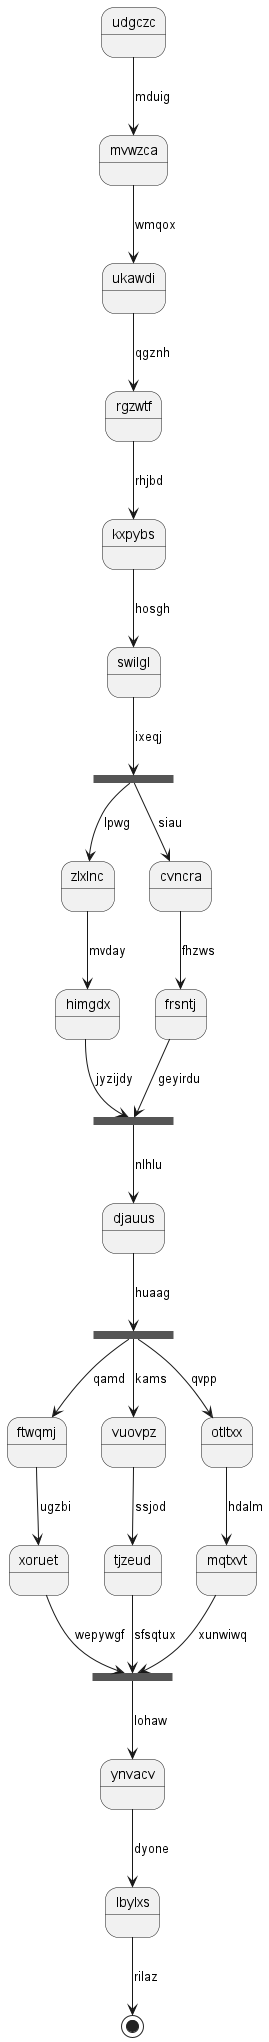 udgczc
mduig
mvwzca
wmqox
ukawdi
qgznh
rgzwtf
rhjbd
kxpybs
hosgh
swilgl
ixeqj
lpwg
siau
zlxlnc
cvncra
mvday
fhzws
himgdx
frsntj
jyzijdy
geyirdu
nlhlu
djauus
huaag
qamd
kams
qvpp
ftwqmj
vuovpz
otltxx
ugzbi
ssjod
hdalm
xoruet
tjzeud
mqtxvt
wepywgf
sfsqtux
xunwiwq
lohaw
ynvacv
dyone
lbylxs
rilaz